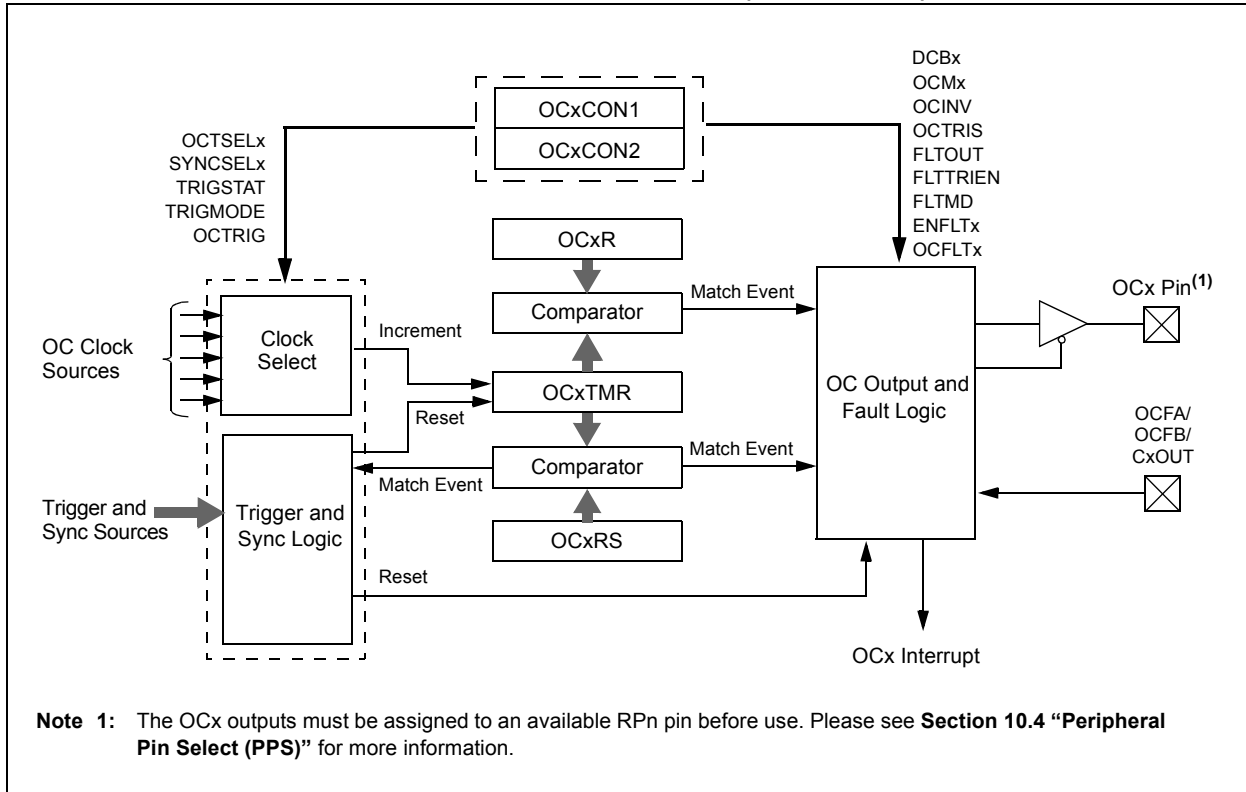 DCBx
OCMx
OCINV
OCTRIS
FLTOUT
FLTTRIEN
FLTMD
ENFLTx
OCFLTx
OCxCON1
OCxCON2
OCTSELx
SYNCSELx
TRIGSTAT
TRIGMODE
OCTRIG
OCxR
Comparator
Match Event
OCx Pin(1)
OC Clock
Sources
Clock
Select
Increment
OCxTMR
Reset
OC Output and
Fault Logic
OCFA/
OCFB/
CxOUT
Comparator
Match Event
Match Event
Trigger and
Sync Sources
Trigger and
Sync Logic
OCxRS
Reset
OCx Interrupt
Note 1: The OCx outputs must be assigned to an available RPn pin before use. Please see Section 10.4 “Peripheral
Pin Select (PPS)” for more information.